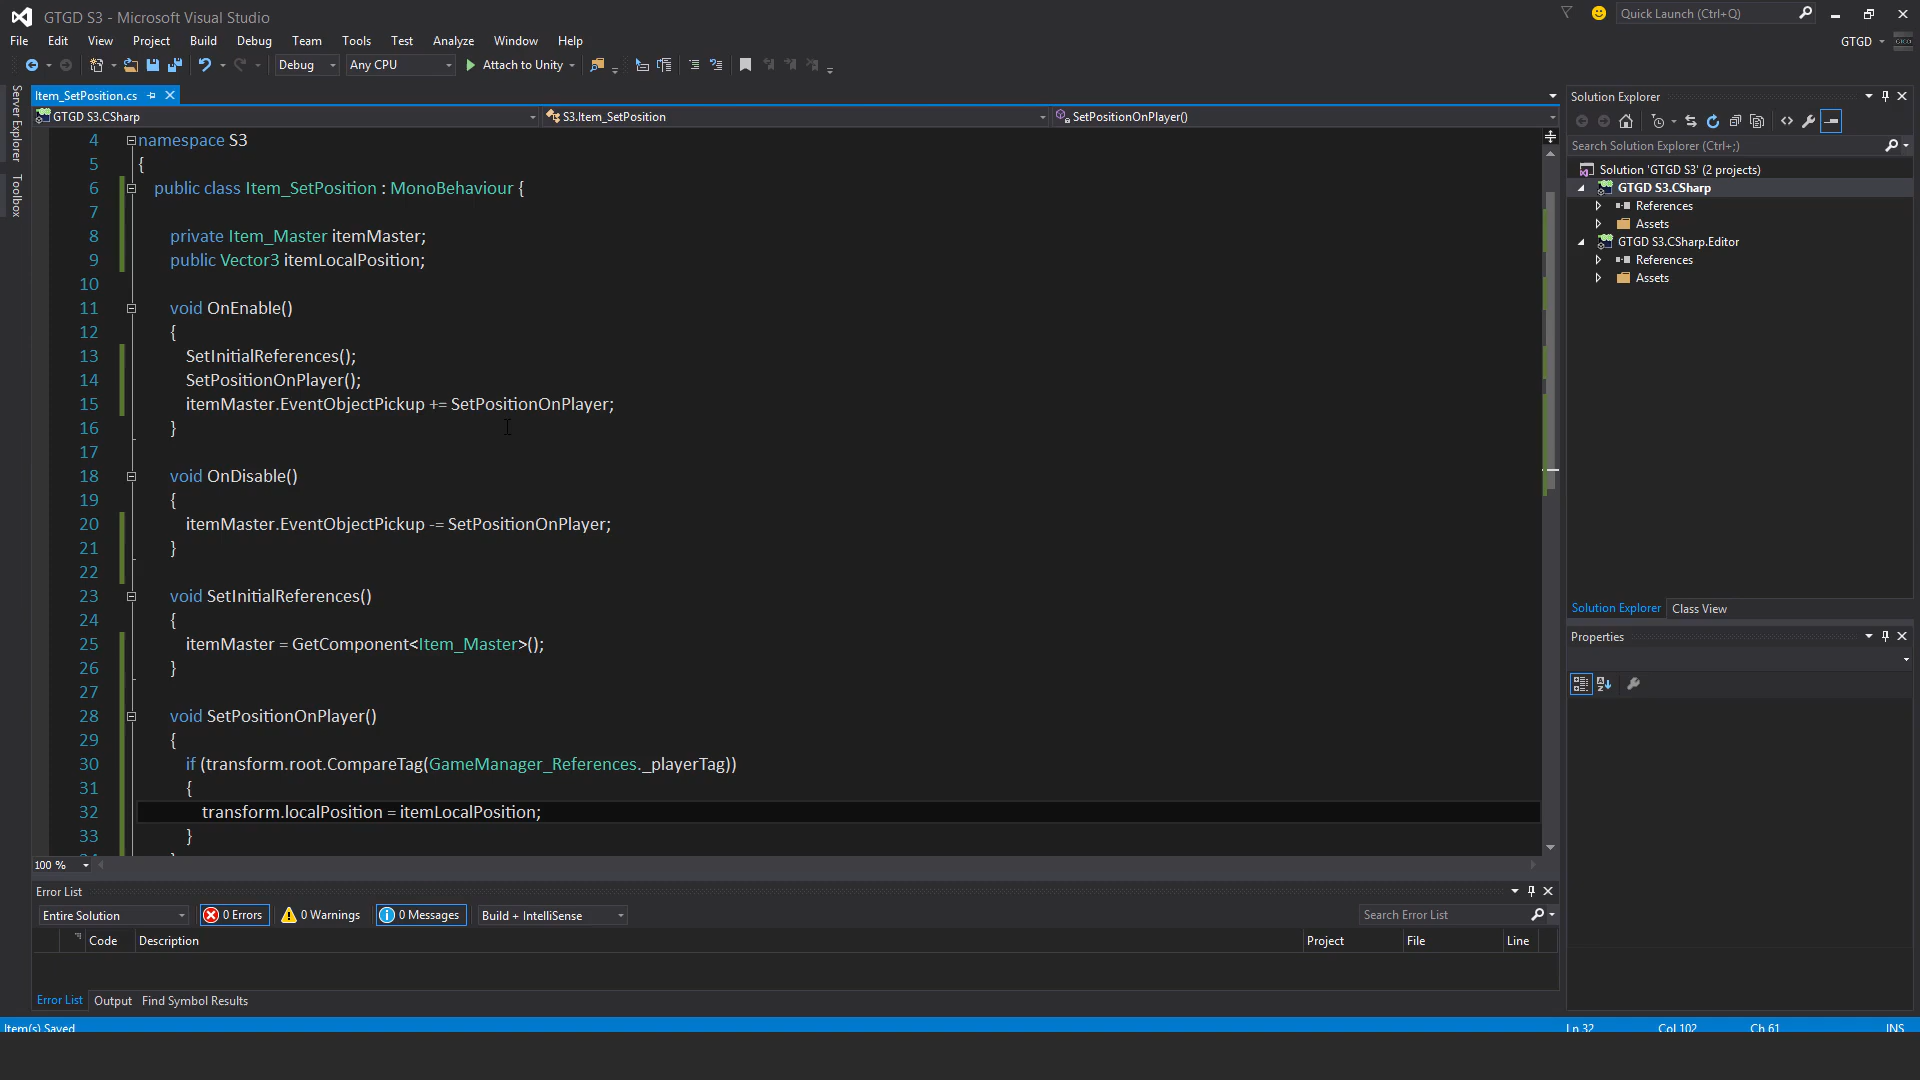 GTGD S3 - Microsoft Visual Studio
Quick Launch (Ctrl+Q)
File Edit View Project Build Debug Team Tools Test Analyze Window Help
GTGD
Debug Any CPU Attach to Unity
Server Explorer
Toolbox
Item_SetPosition.cs
GTGD S3.CSharp S3.Item_SetPosition SetPositionOnPlayer()
4 namespace S3
5 {
6 public class Item_SetPosition : MonoBehaviour {
7
8 private Item_Master itemMaster;
9 public Vector3 itemLocalPosition;
10
11 void OnEnable()
12 {
13 SetInitialReferences();
14 SetPositionOnPlayer();
15 itemMaster.EventObjectPickup += SetPositionOnPlayer;
16 }
17
18 void OnDisable()
19 {
20 itemMaster.EventObjectPickup -= SetPositionOnPlayer;
21 }
22
23 void SetInitialReferences()
24 {
25 itemMaster = GetComponent<Item_Master>();
26 }
27
28 void SetPositionOnPlayer()
29 {
30 if (transform.root.CompareTag(GameManager_References._playerTag))
31 {
32 transform.localPosition = itemLocalPosition;
33 }
100 %
Solution Explorer
Search Solution Explorer (Ctrl+;)
Solution 'GTGD S3' (2 projects)
GTGD S3.CSharp
References
Assets
GTGD S3.CSharp.Editor
References
Assets
Solution Explorer Class View
Properties
Error List
Entire Solution 0 Errors 0 Warnings 0 Messages Build + IntelliSense Search Error List
Code Description Project File Line
Error List Output Find Symbol Results
Item(s) Saved Ln 32 Col 102 Ch 61 INS